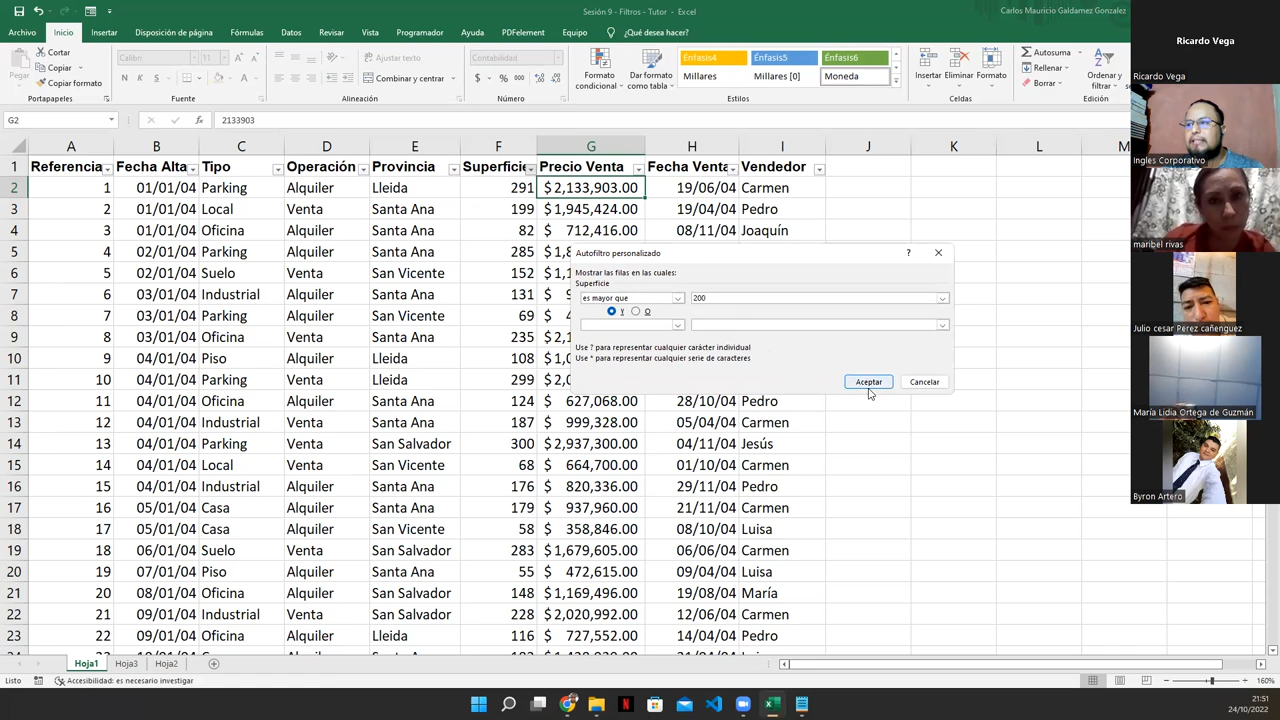 Sesión 9 - Filtros - Tutor - Excel
Carlos Mauricio Galdamez Gonzalez
Archivo Inicio Insertar Disposición de página Fórmulas Datos Revisar Vista Programador Ayuda PDFelement Equipo ¿Qué desea hacer?
Pegar
Cortar
Copiar
Copiar formato
Portapapeles
Calibri 11
N K S
Fuente
Ajustar texto
Combinar y centrar
Alineación
$ % 000
Número
Formato condicional
Dar formato como tabla
Énfasis4 Énfasis5 Énfasis6
Millares Millares [0] Moneda
Estilos
Insertar Eliminar Formato
Celdas
Autosuma
Rellenar
Borrar
Ordenar y filtrar
Edición
G2 fx 2133903
A B C D E F G H I J K L M
1 Referencia Fecha Alta Tipo Operación Provincia Superficie Precio Venta Fecha Venta Vendedor
2 1 01/01/04 Parking Alquiler Lleida 291 $ 2,133,903.00 19/06/04 Carmen
3 2 01/01/04 Local Venta Santa Ana 199 $ 1,945,424.00 19/04/04 Pedro
4 3 01/01/04 Oficina Alquiler Santa Ana 82 $ 712,416.00 08/11/04 Joaquín
5 4 02/01/04 Parking Alquiler Santa Ana 285 $ 1,8
6 5 02/01/04 Suelo Venta San Vicente 152 $ 1,1
7 6 03/01/04 Industrial Alquiler Santa Ana 131 $
8 7 03/01/04 Parking Alquiler San Vicente 69 $
9 8 03/01/04 Oficina Alquiler Santa Ana 235 $ 2,1
10 9 04/01/04 Piso Alquiler Lleida 108 $ 1,0
11 10 04/01/04 Parking Alquiler Lleida 299 $ 2,0
12 11 04/01/04 Oficina Alquiler Santa Ana 124 $ 627,068.00 28/10/04 Pedro
13 12 04/01/04 Industrial Venta Santa Ana 187 $ 999,328.00 05/04/04 Carmen
14 13 04/01/04 Parking Alquiler San Salvador 300 $ 2,937,300.00 04/11/04 Jesús
15 14 04/01/04 Local Venta San Vicente 68 $ 664,700.00 01/10/04 Carmen
16 15 04/01/04 Industrial Venta Santa Ana 176 $ 820,336.00 29/11/04 Pedro
17 16 05/01/04 Casa Alquiler Santa Ana 179 $ 937,960.00 21/11/04 Carmen
18 17 05/01/04 Casa Alquiler San Vicente 58 $ 358,846.00 08/10/04 Luisa
19 18 06/01/04 Suelo Venta San Salvador 283 $ 1,679,605.00 06/06/04 Carmen
20 19 07/01/04 Piso Alquiler Santa Ana 55 $ 472,615.00 09/04/04 Luisa
21 20 08/01/04 Oficina Alquiler Santa Ana 148 $ 1,169,496.00 19/08/04 María
22 21 09/01/04 Industrial Venta San Salvador 228 $ 2,020,992.00 12/06/04 Carmen
23 22 09/01/04 Oficina Alquiler Lleida 116 $ 727,552.00 14/04/04 Pedro
Autofiltro personalizado ?
Mostrar las filas en las cuales:
Superficie
es mayor que 200
Y O
Use ? para representar cualquier carácter individual
Use * para representar cualquier serie de caracteres
Aceptar Cancelar
Ricardo Vega
Ricardo Vega
Ingles Corporativo
maribel rivas
Julio cesar Perez cañenguez
María Lidia Ortega de Guzmán
Byron Artero
Hoja1 Hoja3 Hoja2
Listo Accesibilidad: es necesario investigar 160%
21:51
24/10/2022